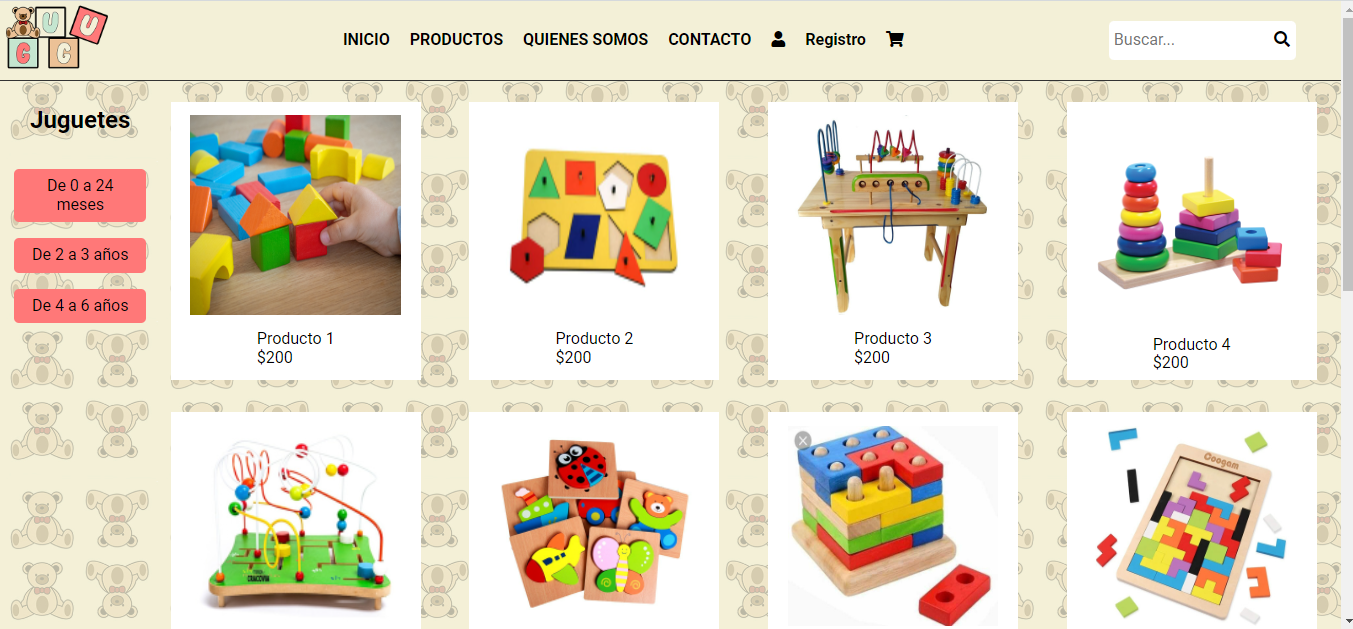 U U
G G
INICIO PRODUCTOS QUIENES SOMOS CONTACTO Registro
Buscar...
Juguetes
De 0 a 24
meses
De 2 a 3 años
De 4 a 6 años
Producto 1
$200
Producto 2
$200
Producto 3
$200
Producto 4
$200
CRACOVIA
Coogam